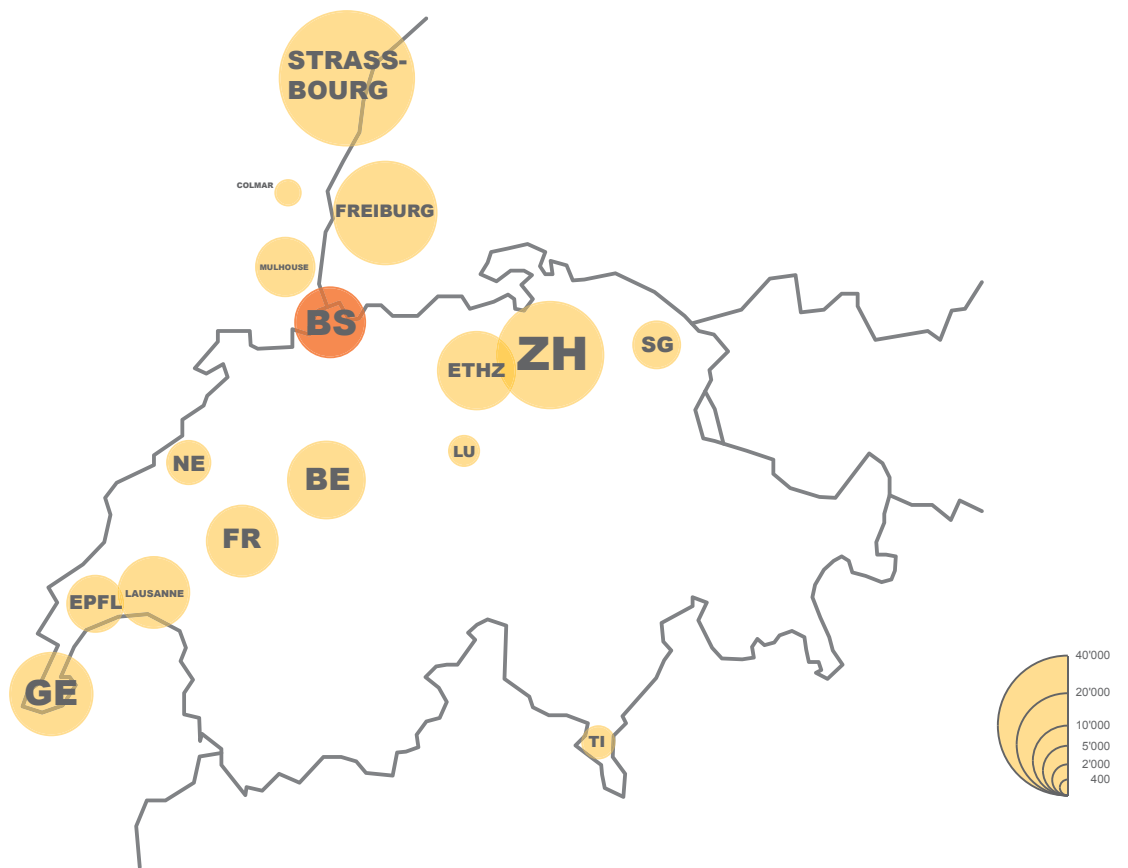 STRASS-
BOURG
COLMAR
FREIBURG
MULHOUSE
BS
ZH
SG
ETHZ
LU
NE
BE
FR
LAUSANNE
EPFL
GE
TI
40'000
20'000
10'000
5'000
2'000
400